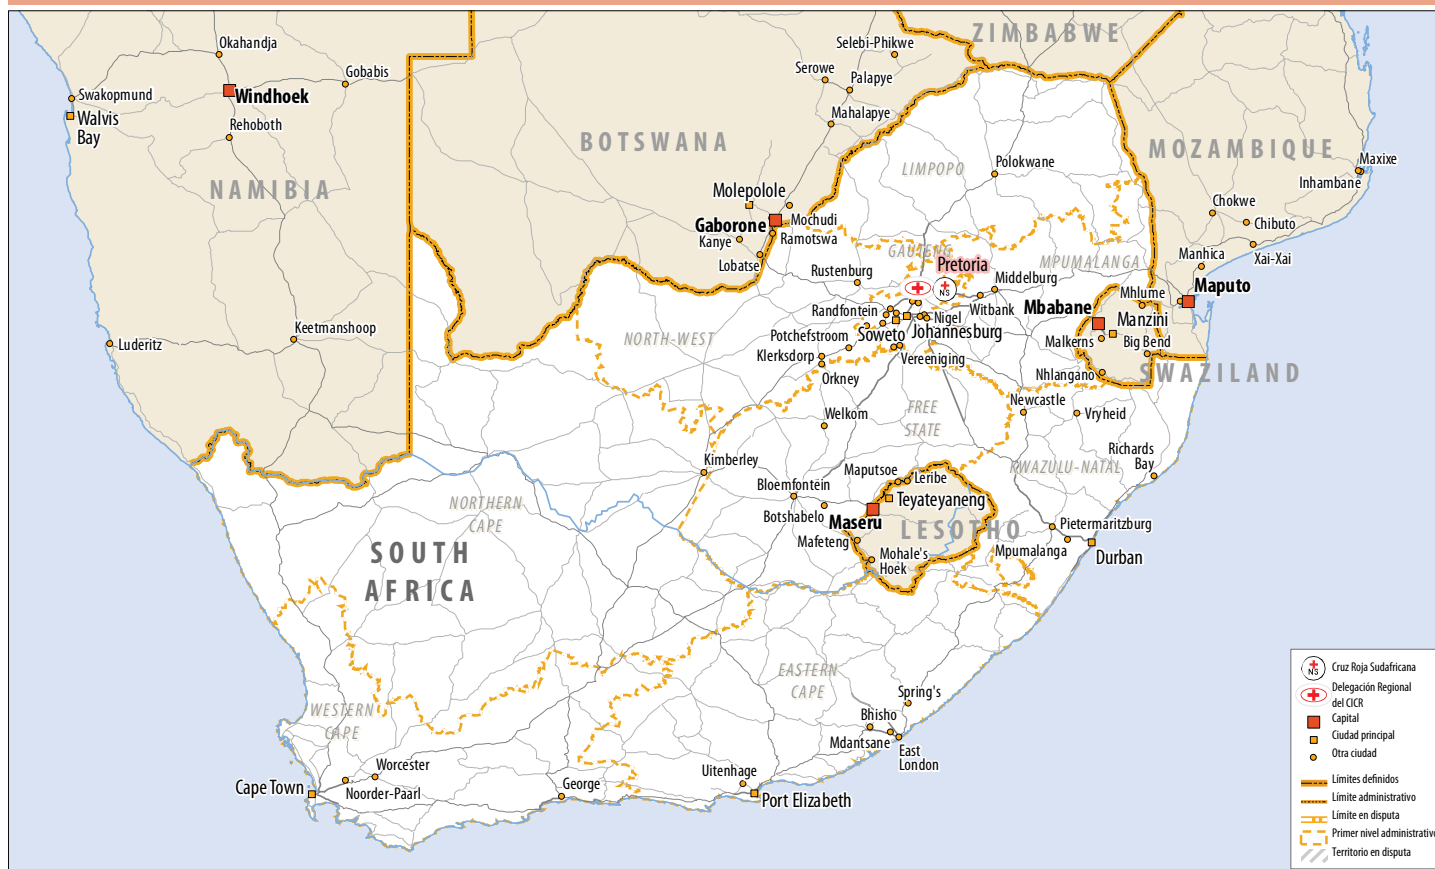 ZIMBABWE
Okahandja
Selebi-Phikwe
Gobabis
Serowe
Palapye
Swakopmund
Windhoek
Walvis
Bay
Rehoboth
Mahalapye
BOTSWANA
MOZAMBIQUE
NAMIBIA
LIMPOPO
Polokwane
Maxixe
Inhambane
Molepolole
Chokwe
Mochudi
Gaborone
Chibuto
Kanye
Ramotswa
GAUTENG
MPUMALANGA
Manhica
Xai-Xai
Lobatse
Pretoria
Rustenburg
Middelburg
Maputo
NS
Mhlume
Randfontein
Nigel
Witbank
Mbabane
Manzini
Keetmanshoop
Luderitz
NORTH-WEST
Potchefstroom
Soweto
Johannesburg
Malkerns
Big Bend
Klerksdorp
Vereeniging
Orkney
Nhlangano
SWAZILAND
Newcastle
Vryheid
Welkom
FREE
STATE
Richards
Bay
Kimberley
Maputsoe
Leribe
KWAZULU-NATAL
Bloemfontein
Teyateyaneng
NORTHERN
CAPE
Botshabelo
Maseru
LESOTHO
Pietermaritzburg
Mafeteng
Mpumalanga
Durban
Mohale's
Hoek
SOUTH
AFRICA
EASTERN
CAPE
Spring's
WESTERN
CAPE
Bhisho
Mdantsane
East
London
Worcester
Uitenhage
Cape Town
Noorder-Paarl
George
Port Elizabeth
NS
Cruz Roja Sudafricana
Delegación Regional
del CICR
Capital
Ciudad principal
Otra ciudad
Límites definidos
Límite administrativo
Límite en disputa
Primer nivel administrativo
Territorio en disputa